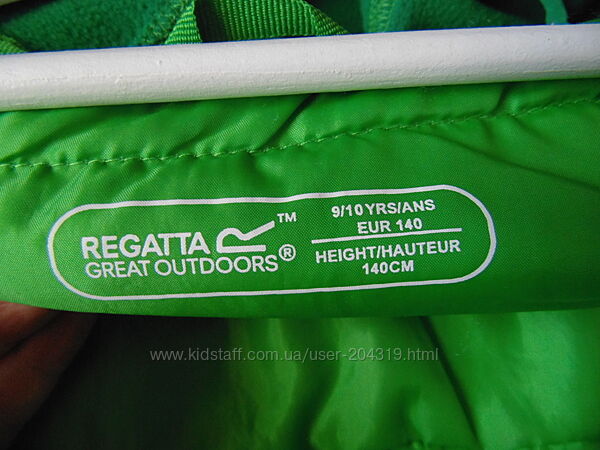 REGATTA ™
GREAT OUTDOORS®
9/10 YRS/ANS
EUR 140
HEIGHT/HAUTEUR
140CM
www.kidstaff.com.ua/user-204319.html